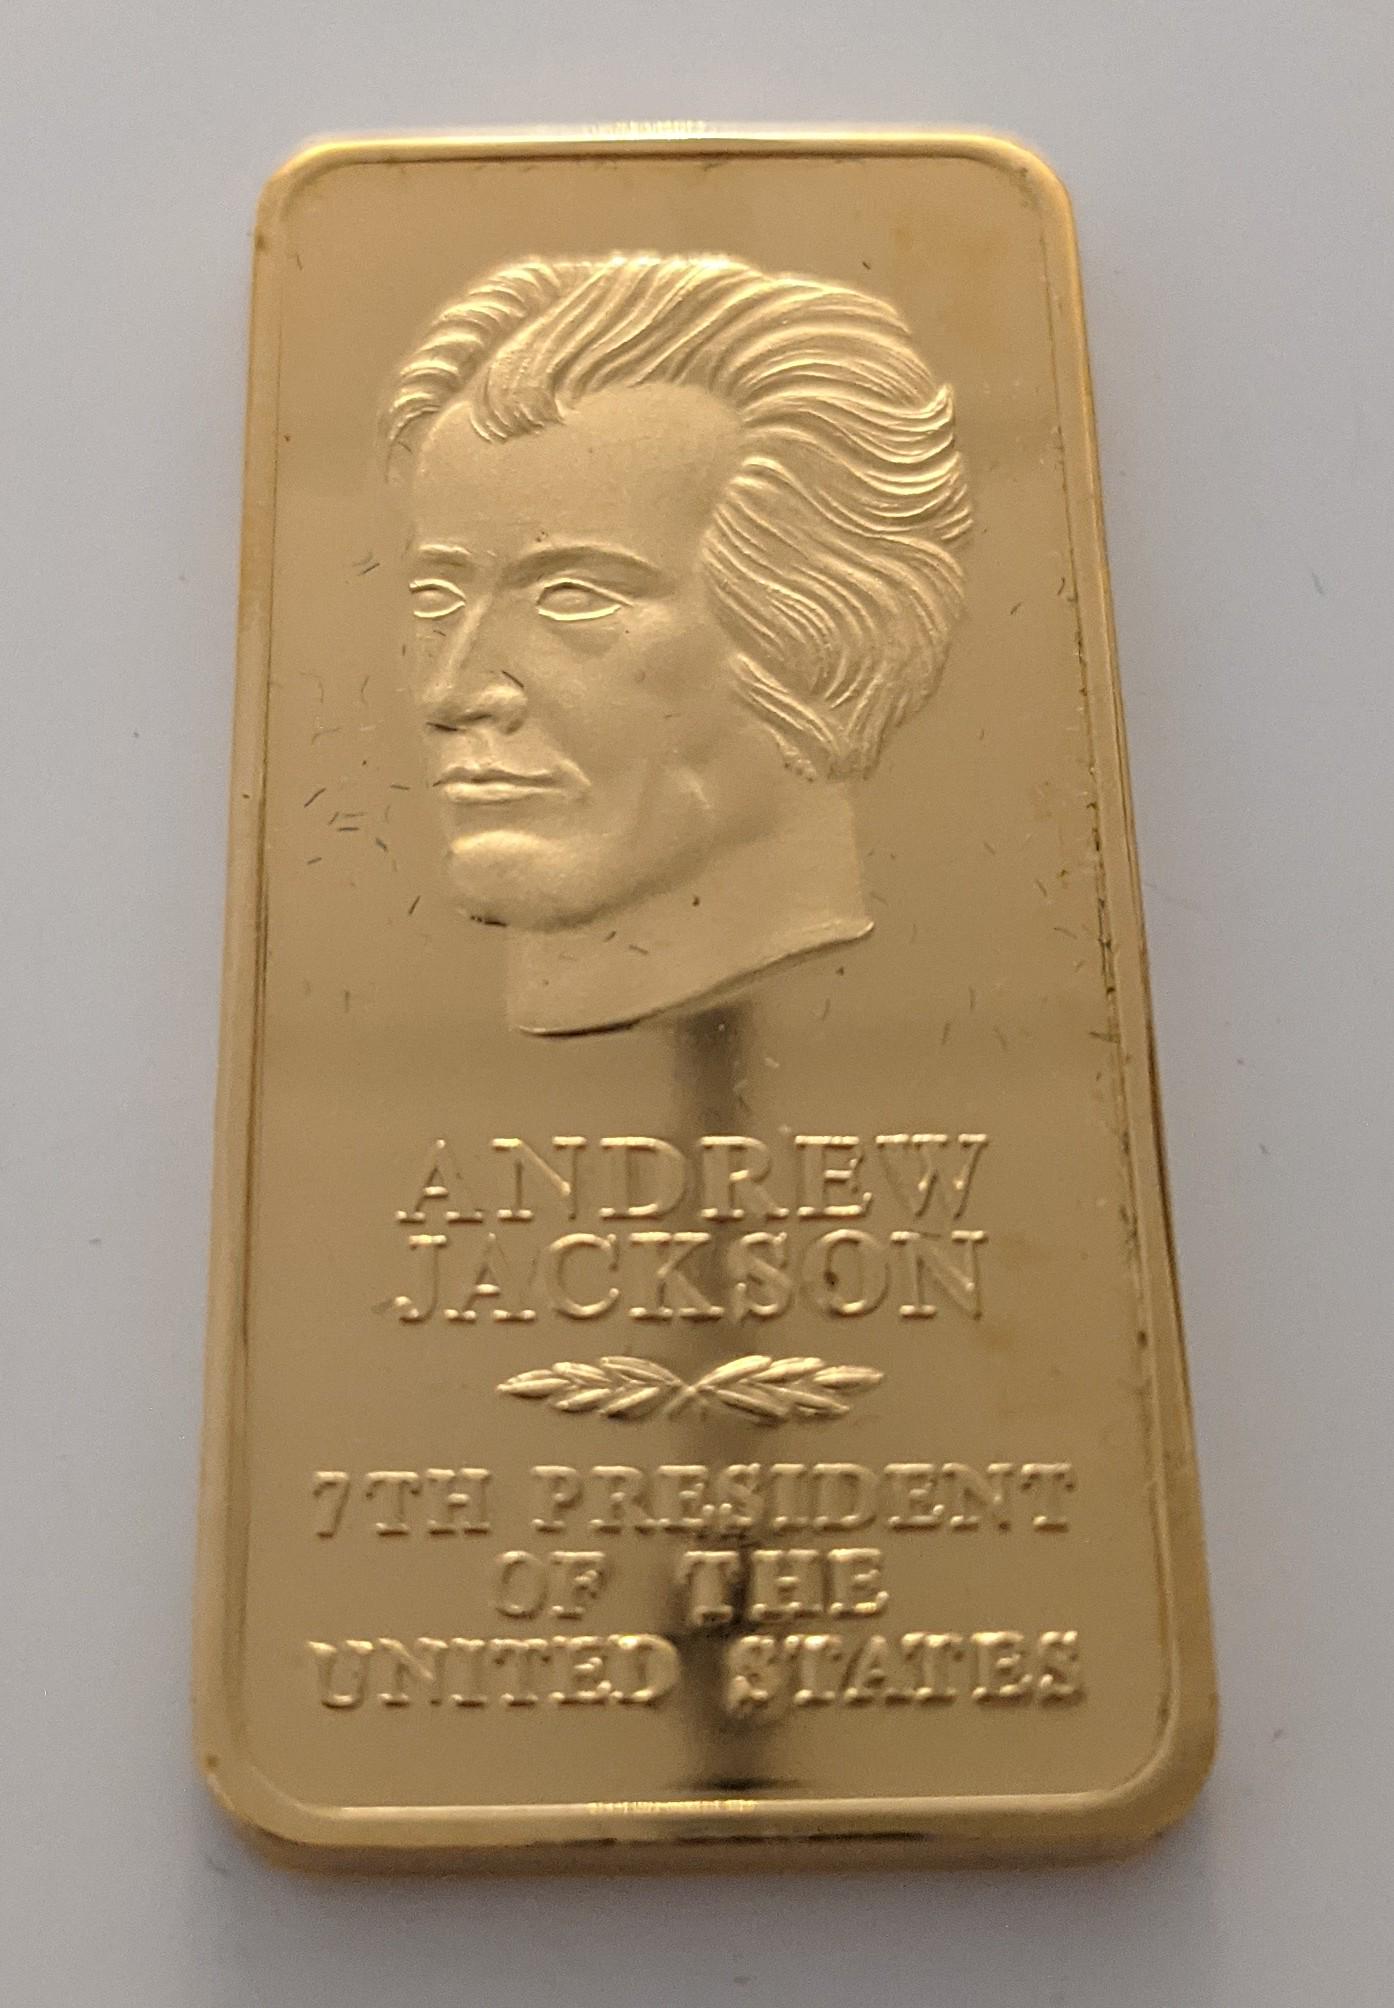 ANDREW
JACKSON
7TH PRESIDENT
OF THE
UNITED STATES